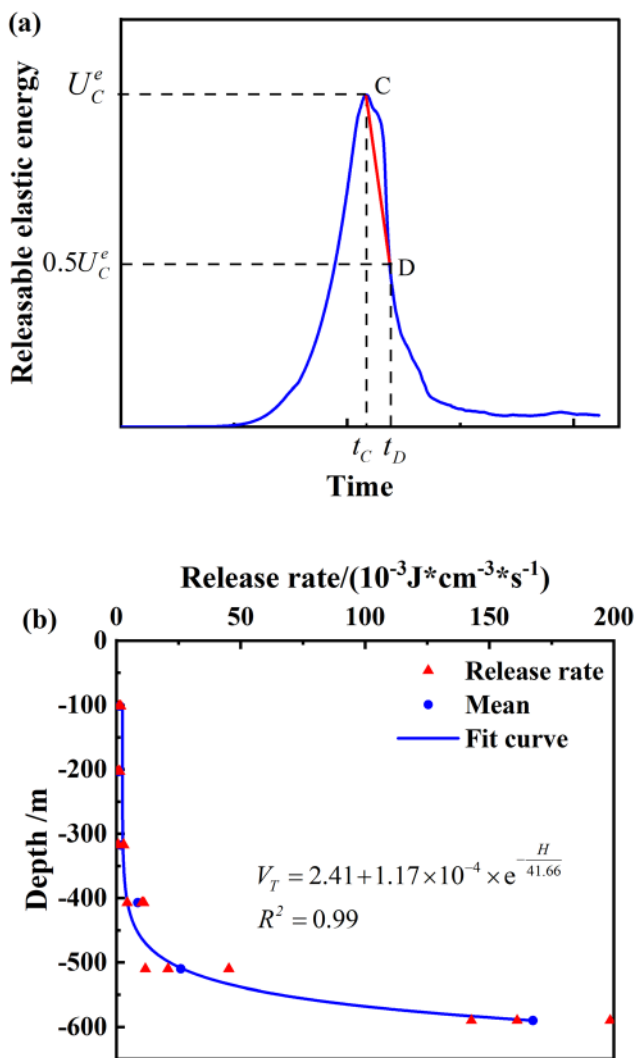 (a)
Releasable elastic energy
U_C^e
C
0.5U_C^e
D
t_C t_D
Time
Release rate/(10^-3J*cm^-3*s^-1)
(b)
0 50 100 150 200
0
Release rate
-100
Mean
Fit curve
-200
Depth /m
-300
V_T = 2.41+1.17×10^-4 ×e^(-H/41.66)
-400
R^2 = 0.99
-500
-600